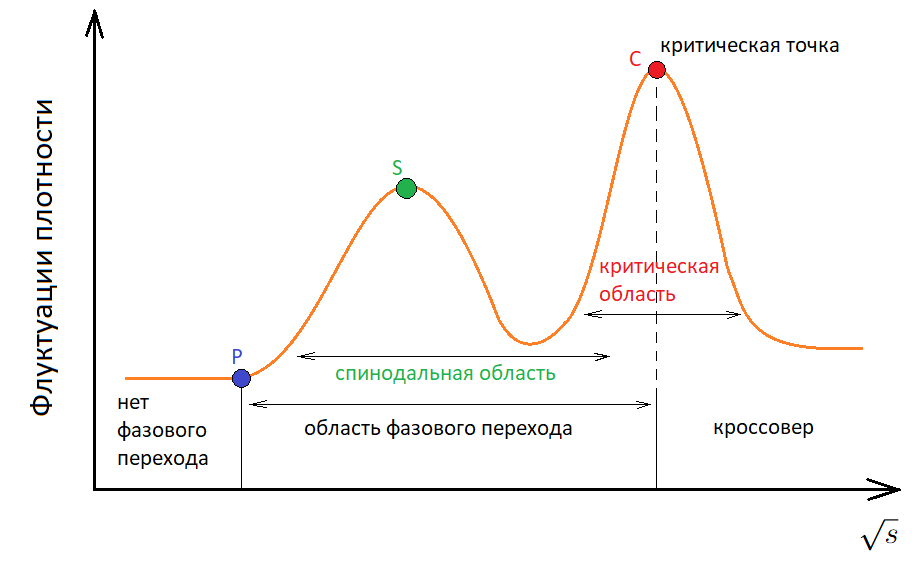 Флуктуации плотности
критическая точка
C
S
критическая
область
P
спинодальная область
нет
фазового
перехода
область фазового перехода
кроссовер
√s